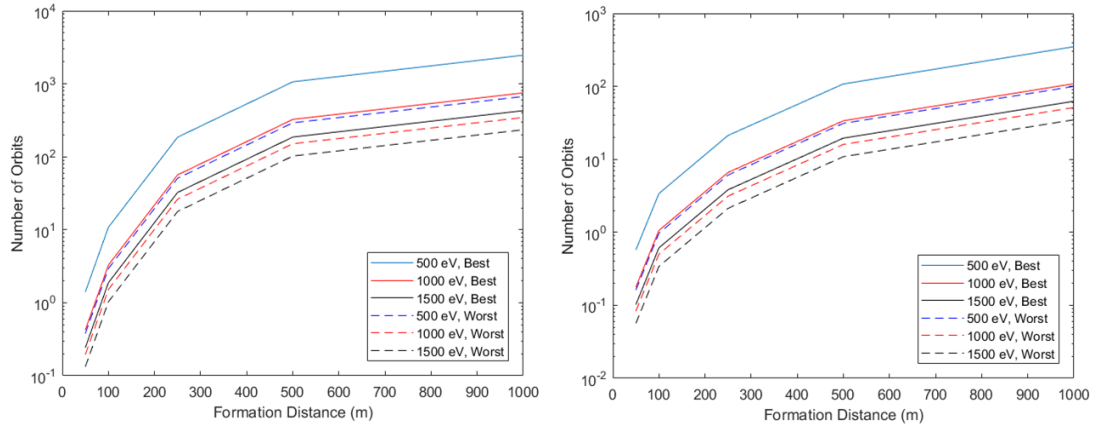 10^4
10^3
10^2
10^1
10^0
10^-1
Number of Orbits
0 100 200 300 400 500 600 700 800 900 1000
Formation Distance (m)
500 eV, Best
1000 eV, Best
1500 eV, Best
500 eV, Worst
1000 eV, Worst
1500 eV, Worst
10^3
10^2
10^1
10^0
10^-1
10^-2
Number of Orbits
0 100 200 300 400 500 600 700 800 900 1000
Formation Distance (m)
500 eV, Best
1000 eV, Best
1500 eV, Best
500 eV, Worst
1000 eV, Worst
1500 eV, Worst